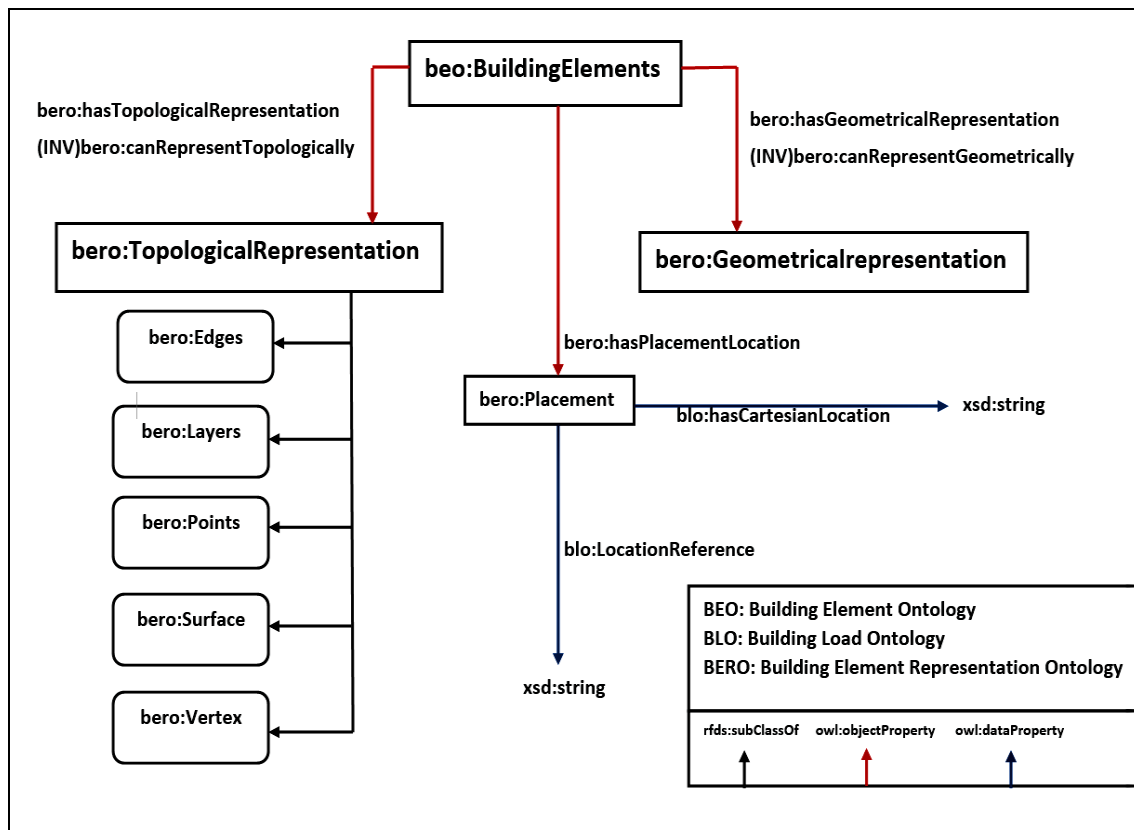 beo:BuildingElements
bero:hasTopologicalRepresentation
(INV)bero:canRepresentTopologically
bero:hasGeometricalRepresentation
(INV)bero:canRepresentGeometrically
bero:TopologicalRepresentation
bero:Geometricalrepresentation
bero:Edges
bero:Layers
bero:Points
bero:Surface
bero:Vertex
bero:hasPlacementLocation
bero:Placement
blo:hasCartesianLocation
xsd:string
blo:LocationReference
xsd:string
BEO: Building Element Ontology
BLO: Building Load Ontology
BERO: Building Element Representation Ontology
rfds:subClassOf
owl:objectProperty
owl:dataProperty